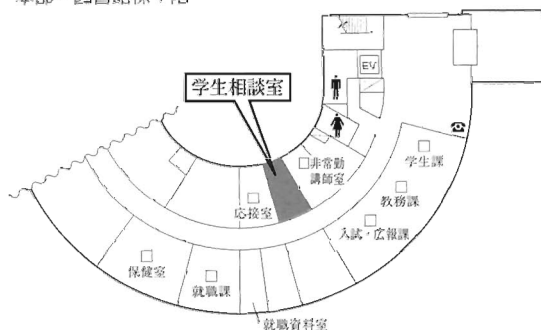 EV
学生相談室
学生課
非常勤
講師室
教務課
応接室
入試・広報課
保健室
就職課
就職資料室